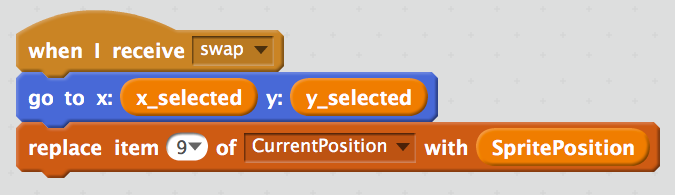 when I receive swap
go to x: x_selected y: y_selected
replace item 9 of CurrentPosition with SpritePosition